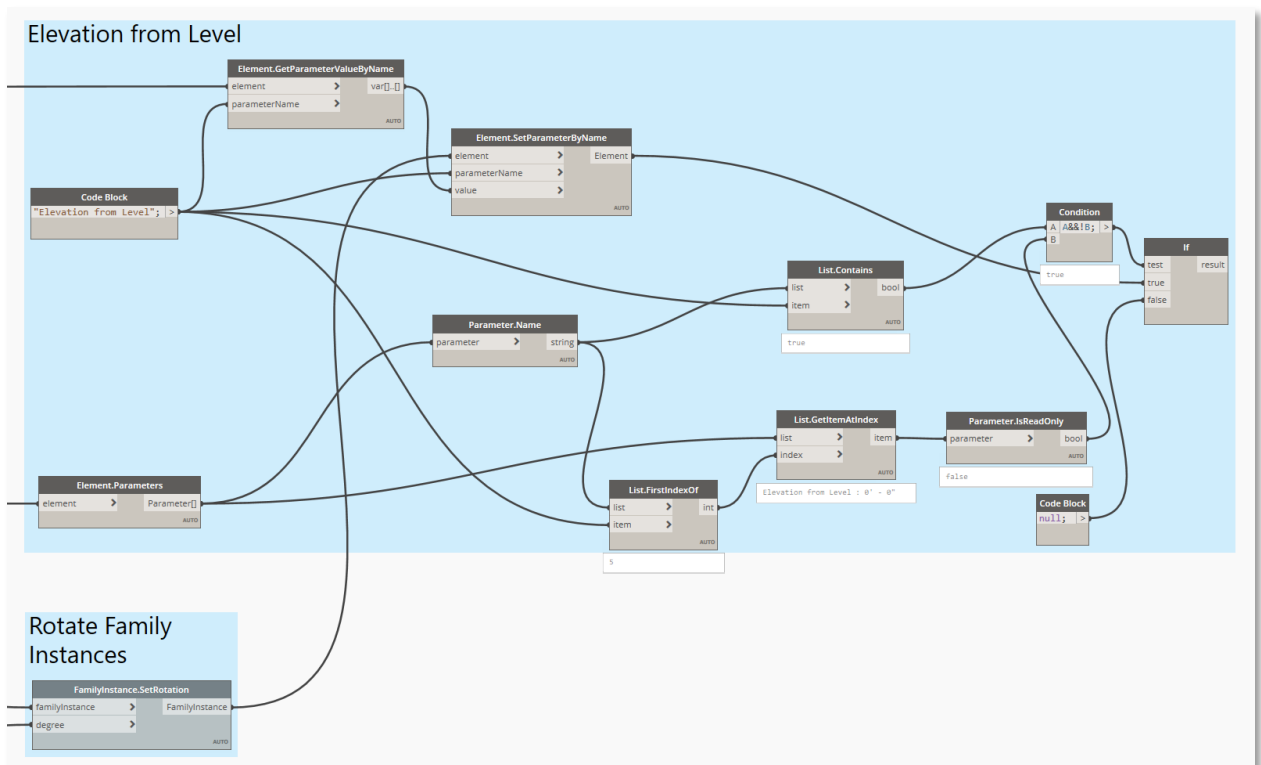 Elevation from Level
Element.GetParameterValueByName
element > var[]..[]
parameterName >
AUTO
Element.SetParameterByName
element > Element
parameterName >
value >
AUTO
Code Block
"Elevation from Level"; >
Condition
A A&&!B; >
B
true
If
test result
true
false
List.Contains
list > bool
item >
AUTO
true
Parameter.Name
parameter > string
AUTO
List.GetItemAtIndex
list > item
index >
AUTO
Elevation from Level : 0' - 0"
Parameter.IsReadOnly
parameter > bool
AUTO
false
Element.Parameters
element > Parameter[]
AUTO
List.FirstIndexOf
list > int
item >
AUTO
5
Code Block
null; >
Rotate Family
Instances
FamilyInstance.SetRotation
familyInstance > FamilyInstance
degree >
AUTO